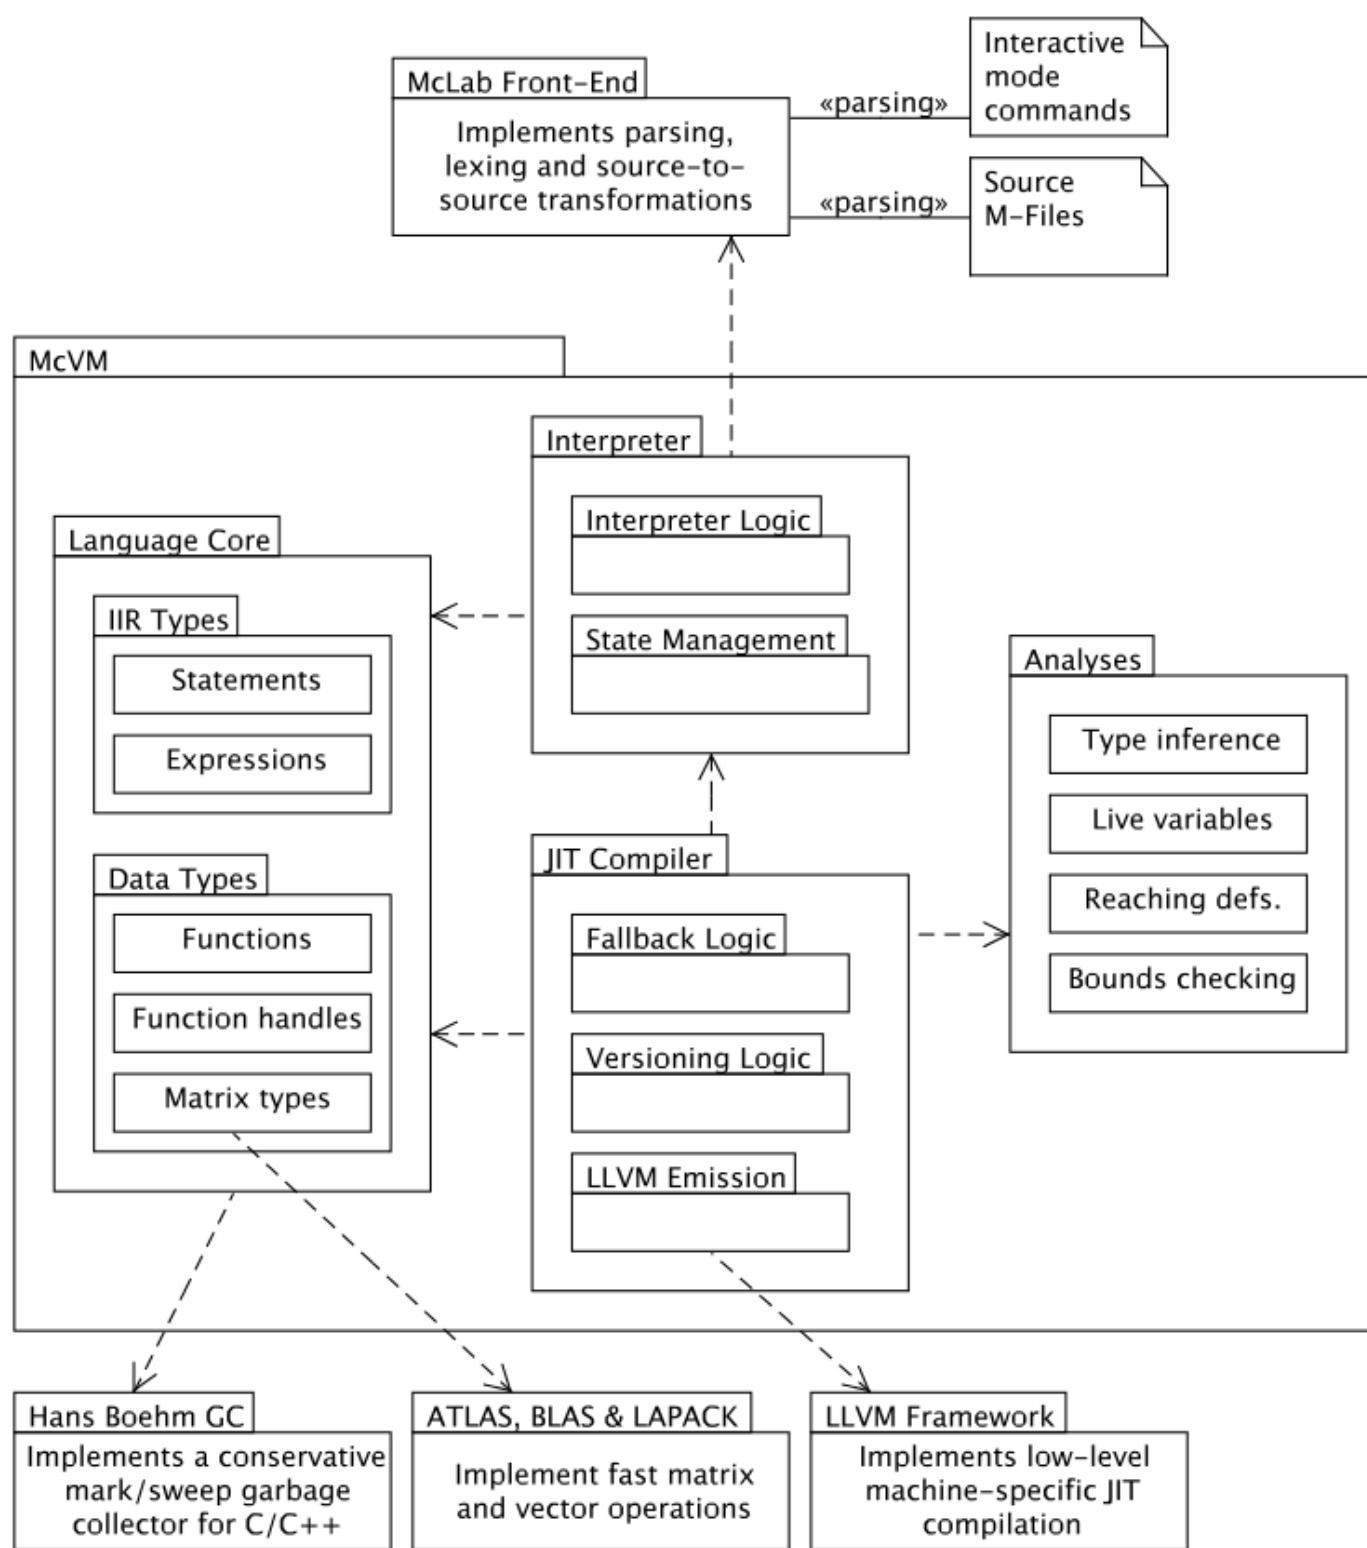 McLab Front-End
Implements parsing,
lexing and source-to-
source transformations
«parsing»
Interactive
mode
commands
«parsing»
Source
M-Files
McVM
Interpreter
Interpreter Logic
State Management
Language Core
IIR Types
Statements
Expressions
Data Types
Functions
Function handles
Matrix types
JIT Compiler
Fallback Logic
Versioning Logic
LLVM Emission
Analyses
Type inference
Live variables
Reaching defs.
Bounds checking
Hans Boehm GC
Implements a conservative
mark/sweep garbage
collector for C/C++
ATLAS, BLAS & LAPACK
Implement fast matrix
and vector operations
LLVM Framework
Implements low-level
machine-specific JIT
compilation